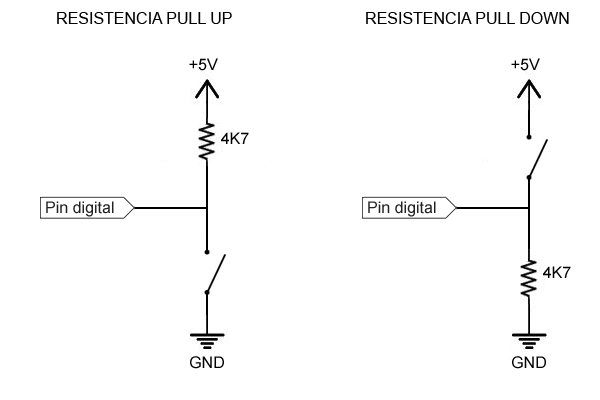 RESISTENCIA PULL UP
RESISTENCIA PULL DOWN
+5V
+5V
4K7
Pin digital
Pin digital
4K7
GND
GND